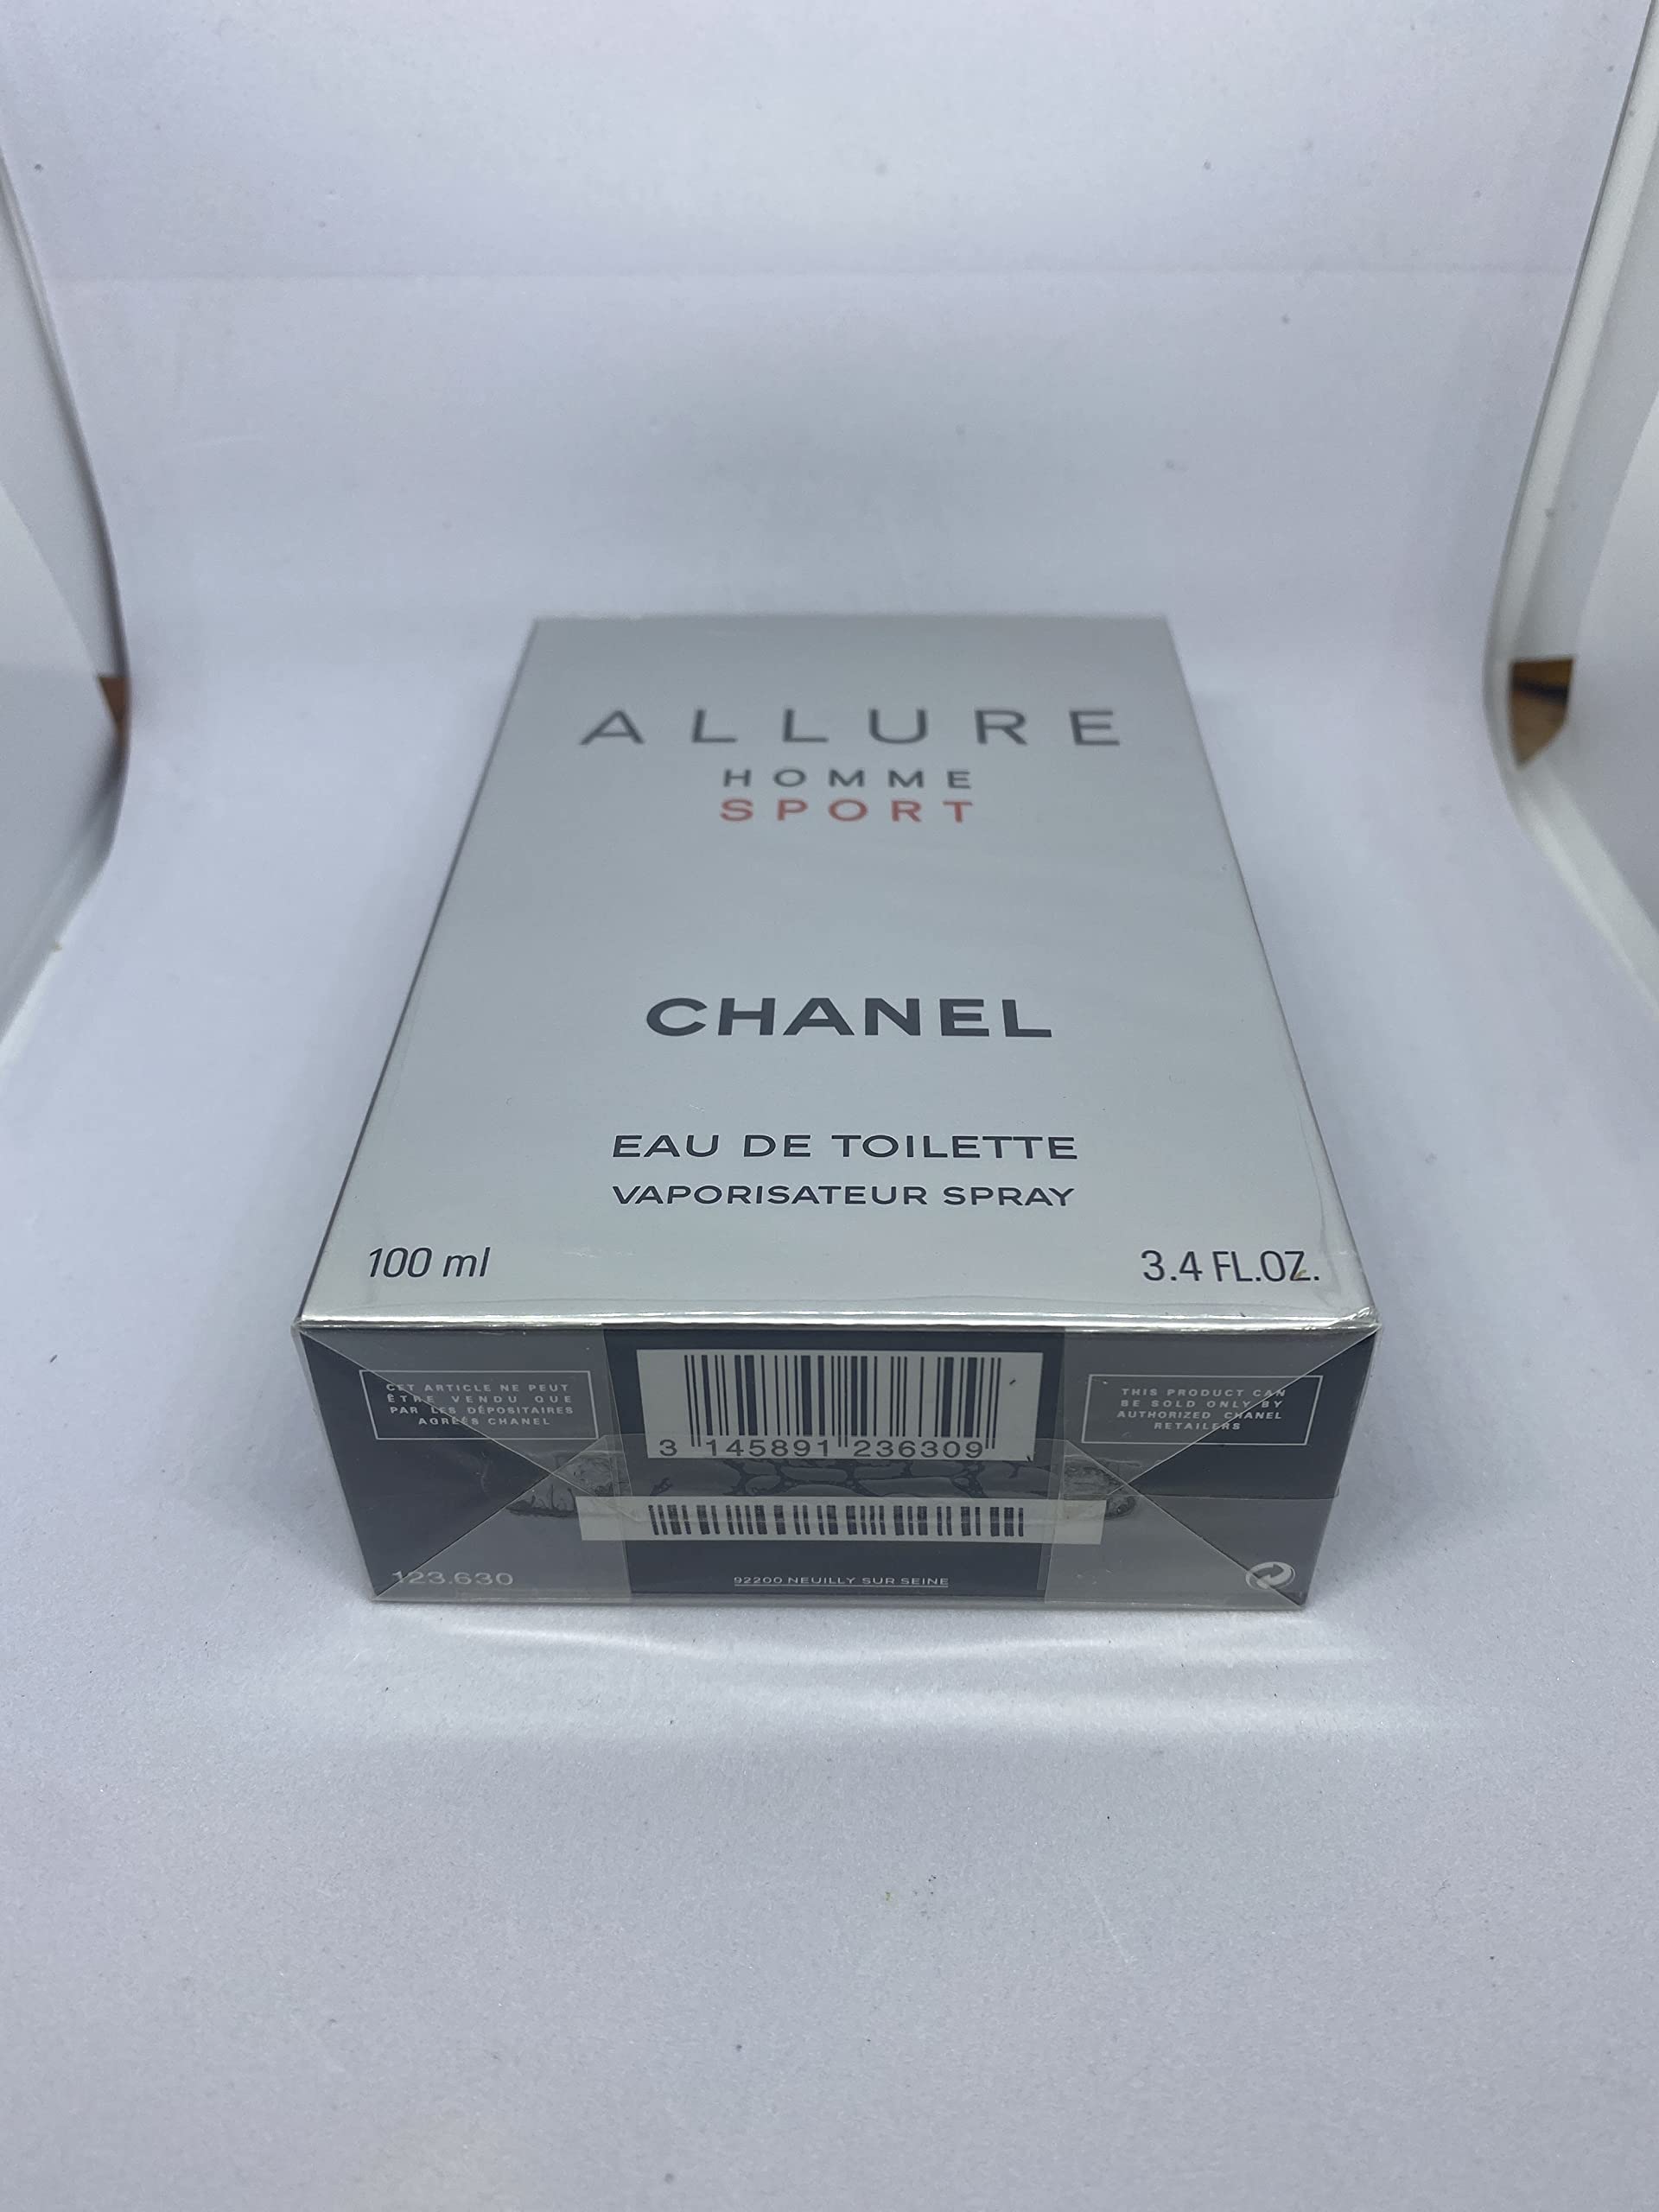 ALLURE
HOMME
SPORT
CHANEL
EAU DE TOILETTE
VAPORISATEUR SPRAY
100 ml
3.4 FL.OZ.
CET ARTICLE NE PEUT
ÊTRE VENDU QUE
PAR LES DÉPOSITAIRES
AGRÉÉS CHANEL
3 145891 236309
THIS PRODUCT CAN
BE SOLD ONLY BY
AUTHORIZED CHANEL
RETAILERS
123.630
92200 NEUILLY SUR SEINE